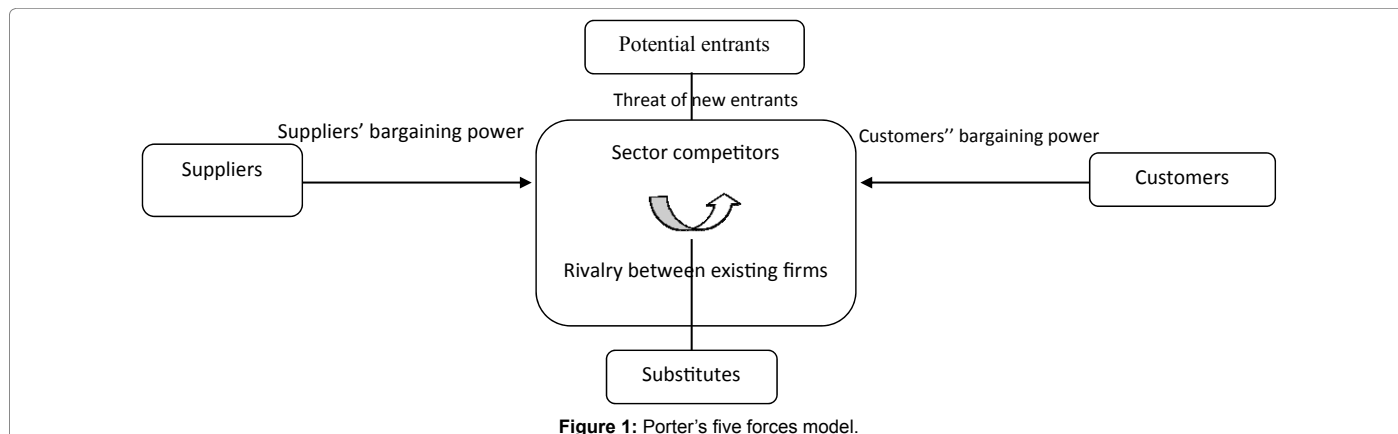 Potential entrants
Threat of new entrants
Suppliers’ bargaining power
Customers’’ bargaining power
Suppliers
Sector competitors
Customers
Rivalry between existing firms
Substitutes
Figure 1: Porter’s five forces model.